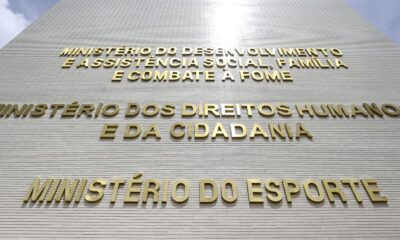 MINISTÉRIO DO DESENVOLVIMENTO
E ASSISTÊNCIA SOCIAL, FAMÍLIA
E COMBATE À FOME
MINISTÉRIO DOS DIREITOS HUMANOS
E DA CIDADANIA
MINISTÉRIO DO ESPORTE